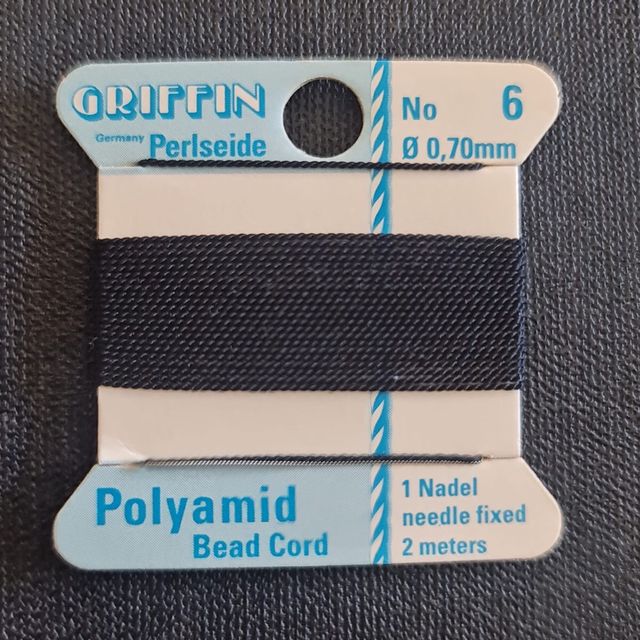 GRIFFIN
Germany Perlseide
No 6
Ø 0,70mm
Polyamid
Bead Cord
1 Nadel
needle fixed
2 meters